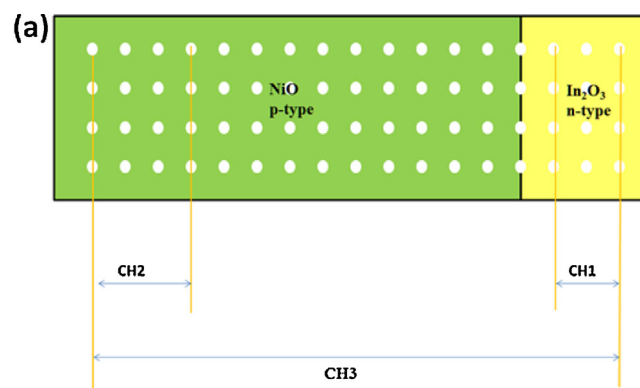 (a)
NiO
p-type
In₂O₃
n-type
CH2
CH1
CH3